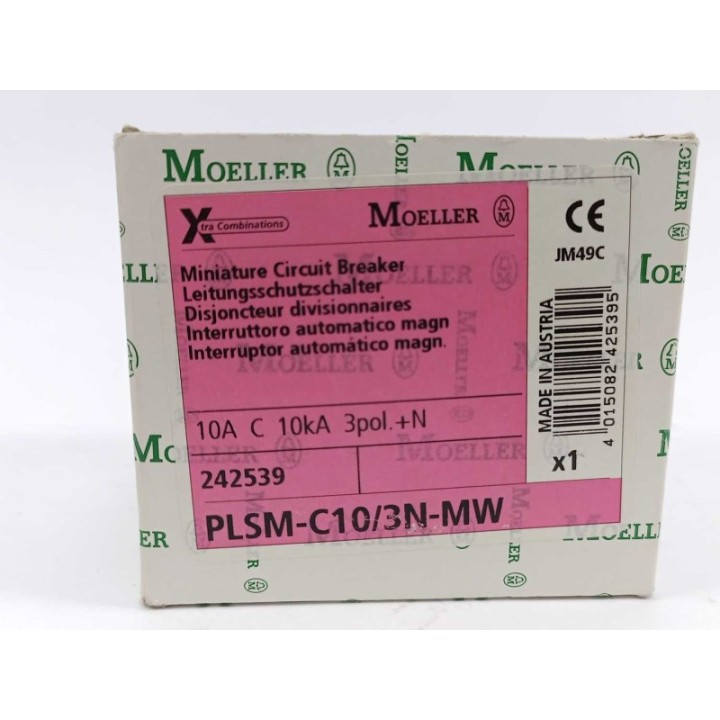 MOELLER
MOELLER
Xtra Combinations
MOELLER
CE
JM49C
Miniature Circuit Breaker
Leitungsschutzschalter
Disjoncteur divisionnaires
Interruttoro automatico magn
Interruptor automático magn.
MADE IN AUSTRIA
4 015082 425395
10A C 10kA 3pol.+N
x1
242539
PLSM-C10/3N-MW
MOELLER